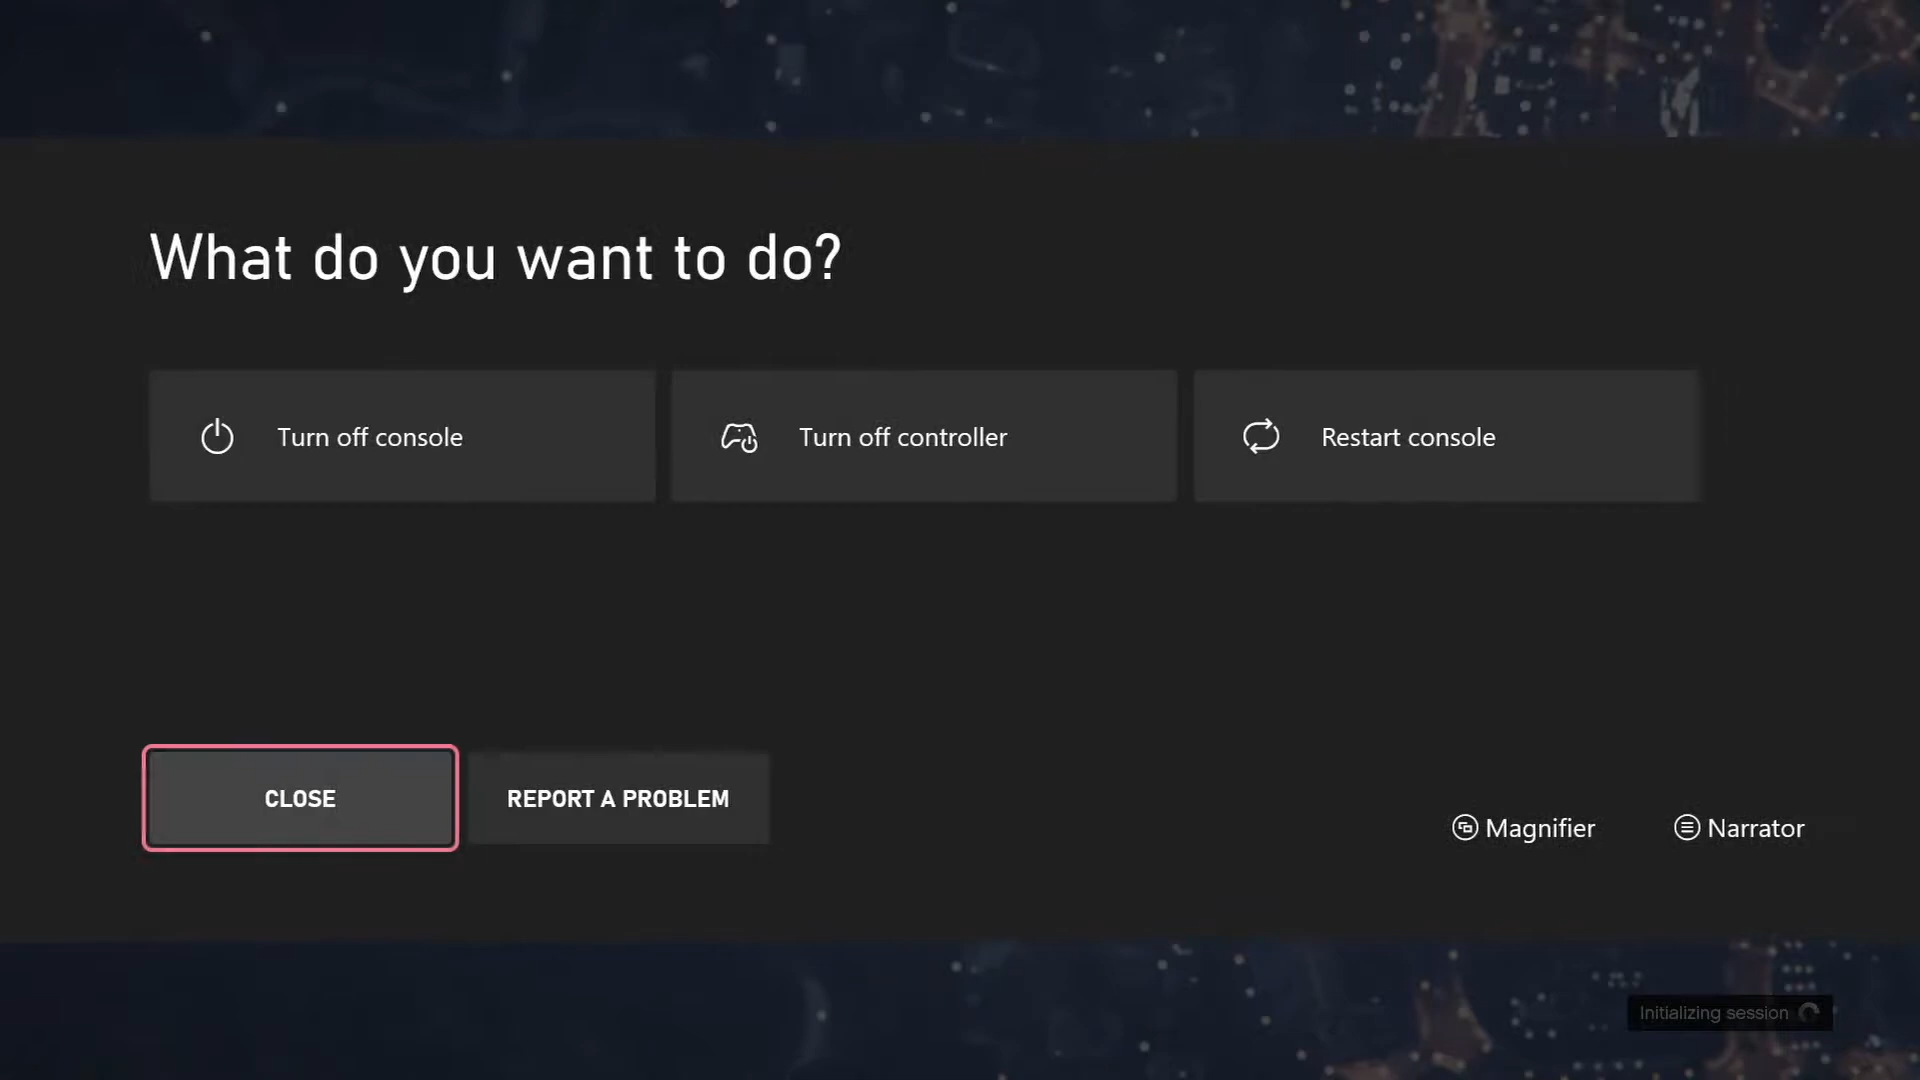 What do you want to do?
Turn off console
Turn off controller
Restart console
CLOSE
REPORT A PROBLEM
Magnifier
Narrator
Initializing session